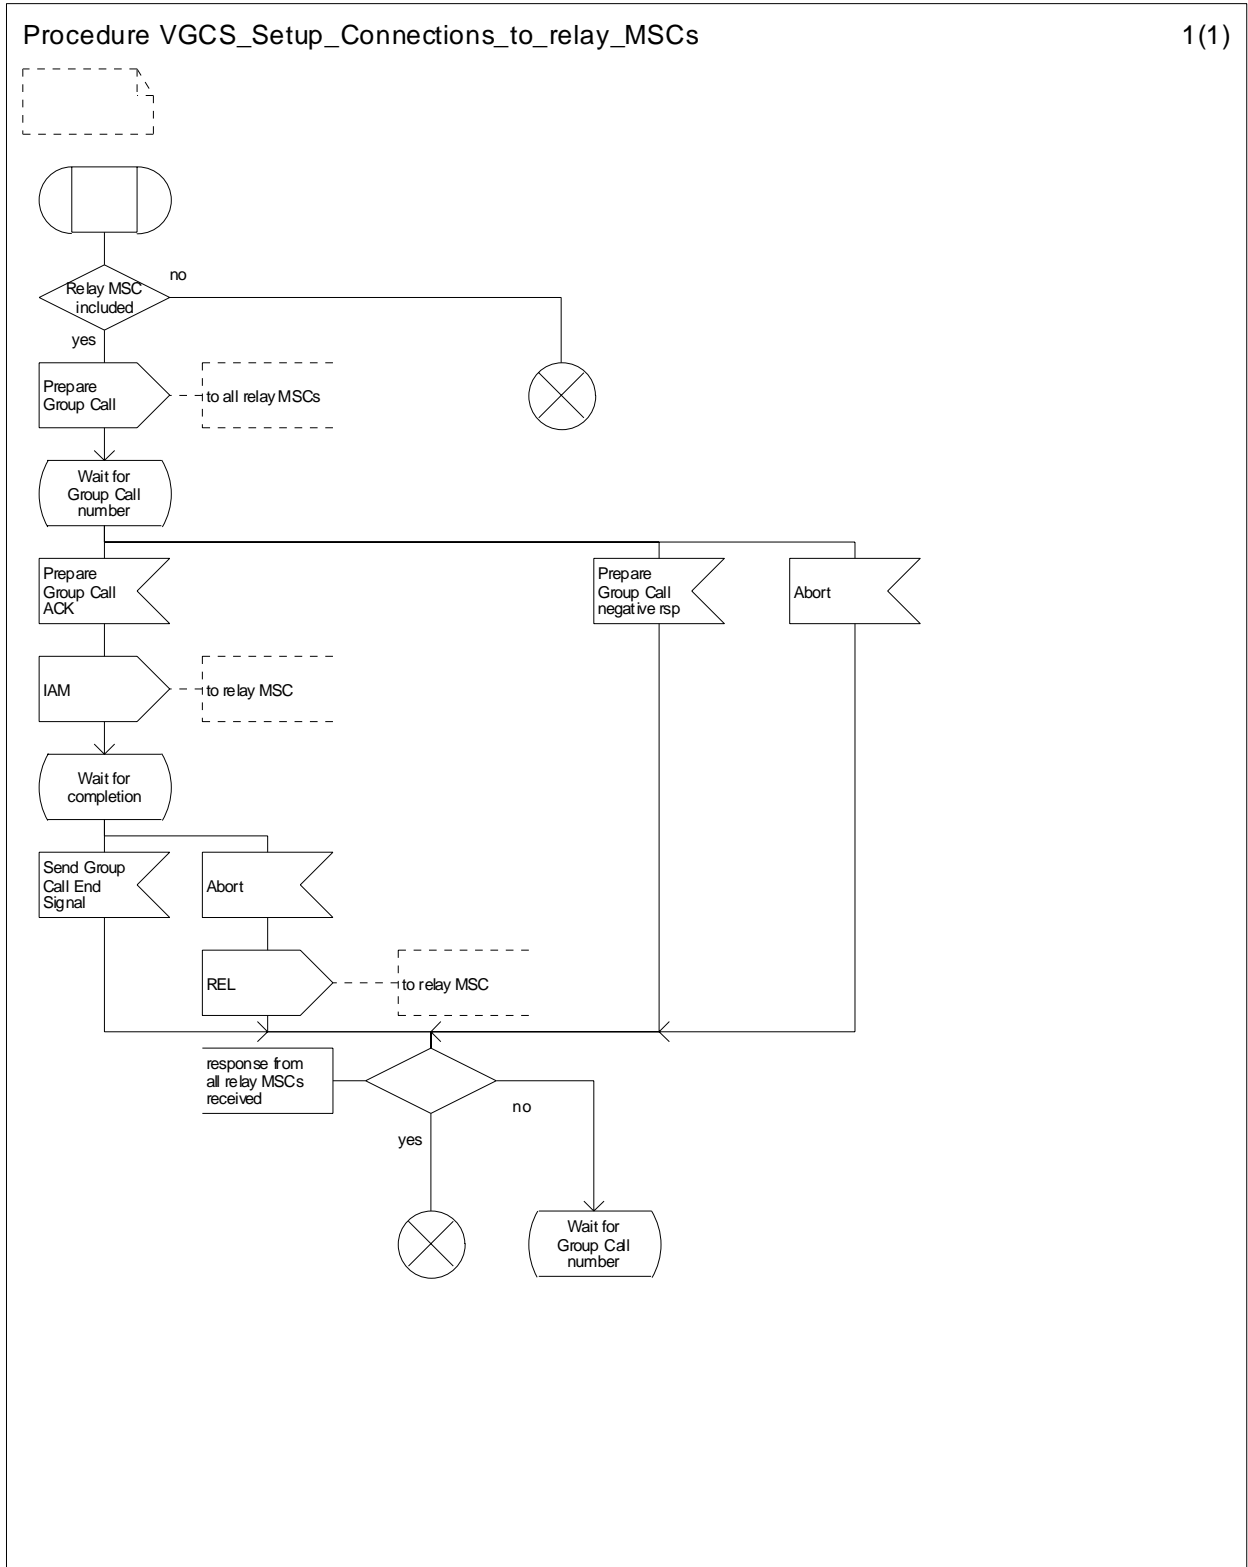 Procedure VGCS_Setup_Connections_to_relay_MSCs 1(1)
Relay MSC
included
no
yes
Prepare
Group Call
to all relay MSCs
Wait for
Group Call
number
Prepare
Group Call
ACK
Prepare
Group Call
negative rsp
Abort
IAM
to relay MSC
Wait for
completion
Send Group
Call End
Signal
Abort
REL
to relay MSC
response from
all relay MSCs
received
no
yes
Wait for
Group Call
number